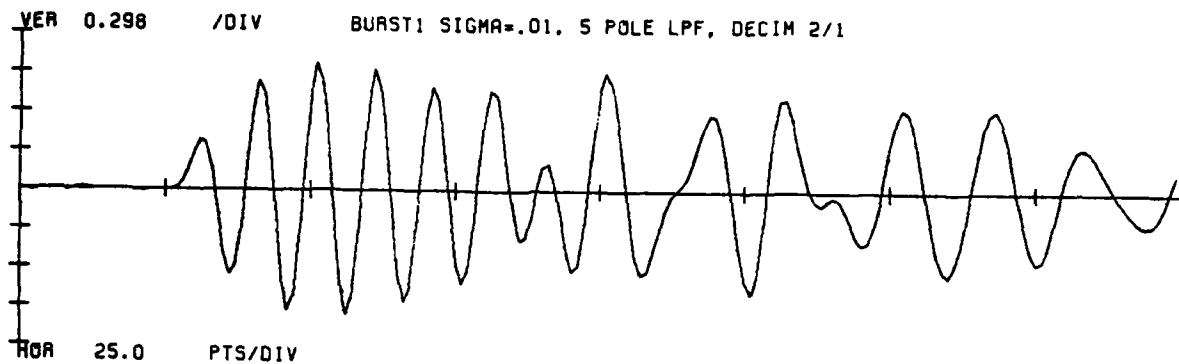 VER 0.298 /DIV BURST1 SIGMA=.01, 5 POLE LPF, DECIM 2/1
HOR 25.0 PTS/DIV